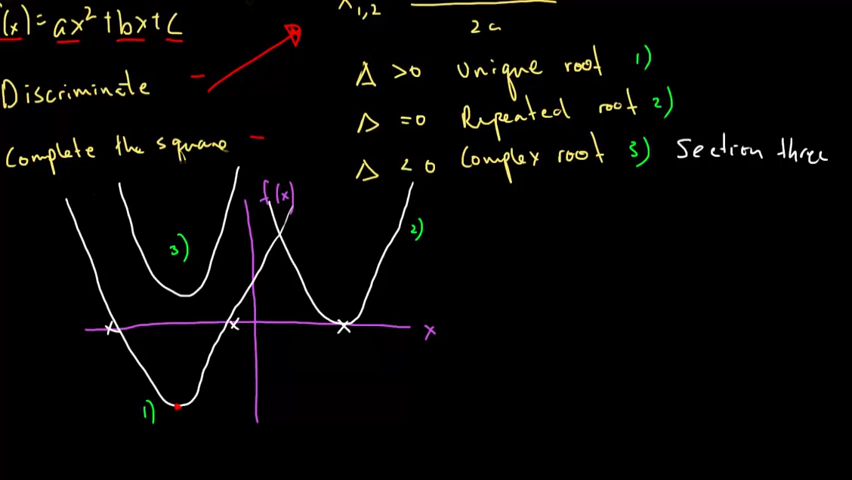 f(x) = ax² + bx + c
x₁,₂
2a
Discriminate
Δ > 0 Unique root 1)
Δ = 0 Repeated root 2)
Complete the square
Δ < 0 Complex root 3) Section three
f(x)
2)
3)
x
1)